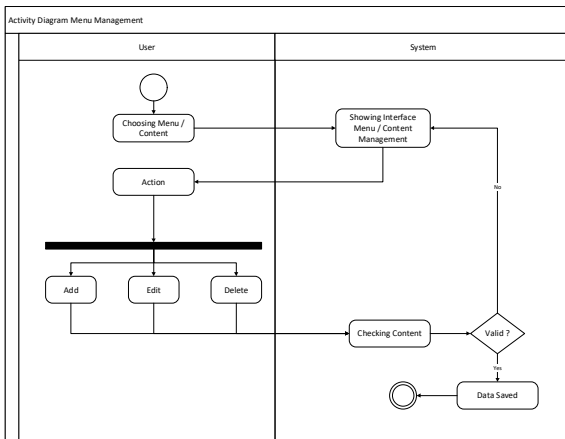 Activity Diagram Menu Management
User
System
Choosing Menu /
Content
Showing Interface
Menu / Content
Management
Action
No
Add
Edit
Delete
Checking Content
Valid ?
Yes
Data Saved